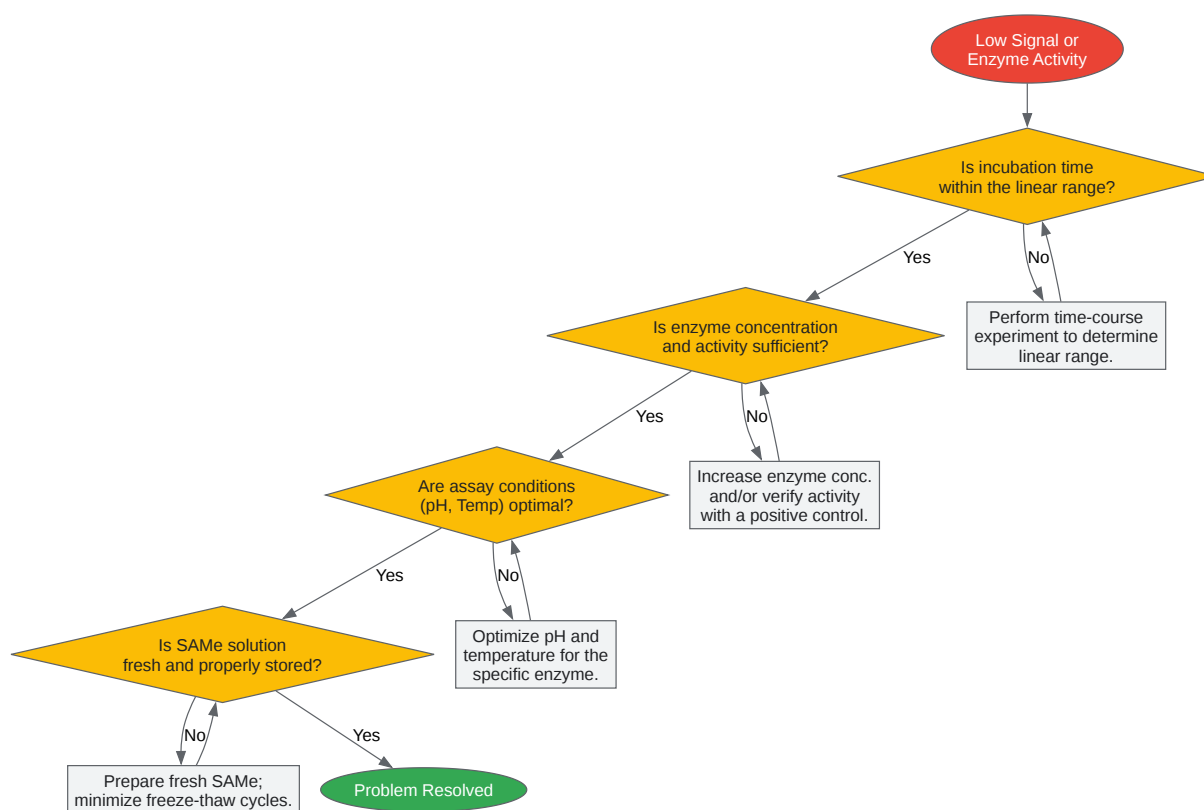 Low Signal or
Enzyme Activity
Is incubation time
within the linear range?
Yes
No
Perform time-course
experiment to determine
linear range.
Is enzyme concentration
and activity sufficient?
Yes
No
Increase enzyme conc.
and/or verify activity
with a positive control.
Are assay conditions
(pH, Temp) optimal?
Yes
No
Optimize pH and
temperature for the
specific enzyme.
Is SAMe solution
fresh and properly stored?
No
Yes
Prepare fresh SAMe;
minimize freeze-thaw cycles.
Problem Resolved